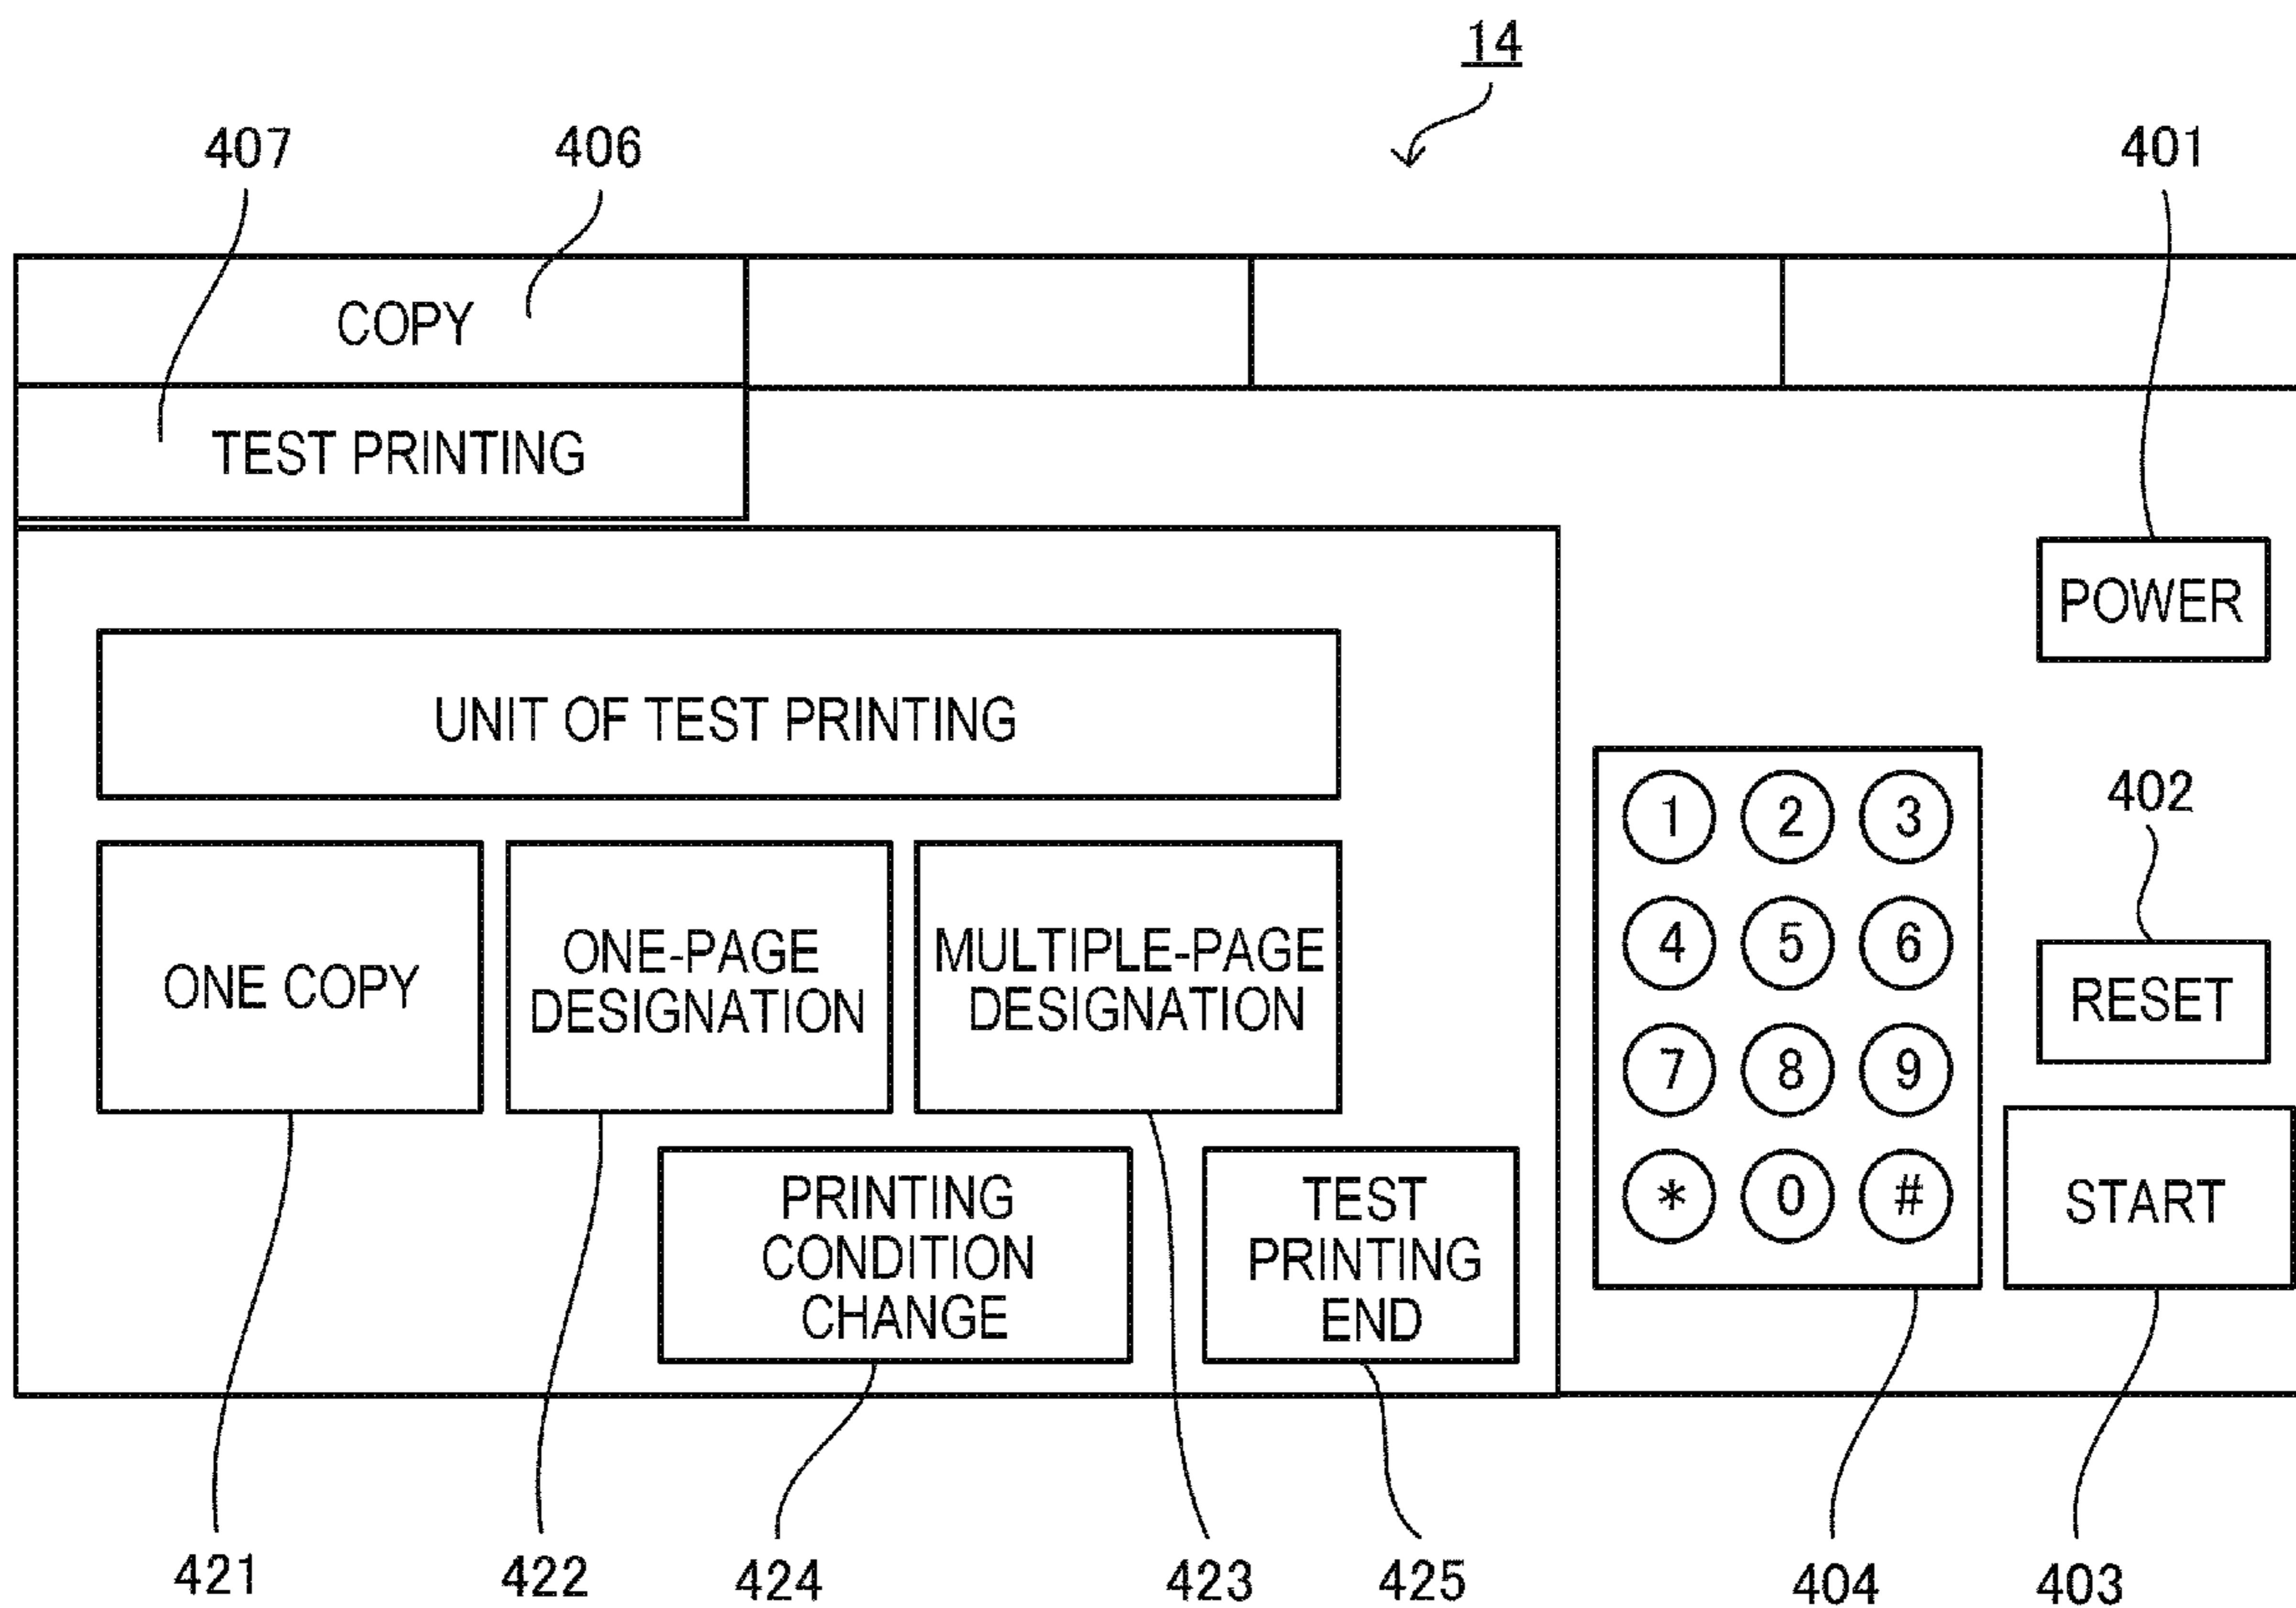 14
407
406
401
COPY
TEST PRINTING
POWER
UNIT OF TEST PRINTING
1 2 3
402
4 5 6
ONE COPY
ONE-PAGE
DESIGNATION
MULTIPLE-PAGE
DESIGNATION
RESET
7 8 9
PRINTING
CONDITION
CHANGE
TEST
PRINTING
END
* 0 #
START
421
422
424
423
425
404
403